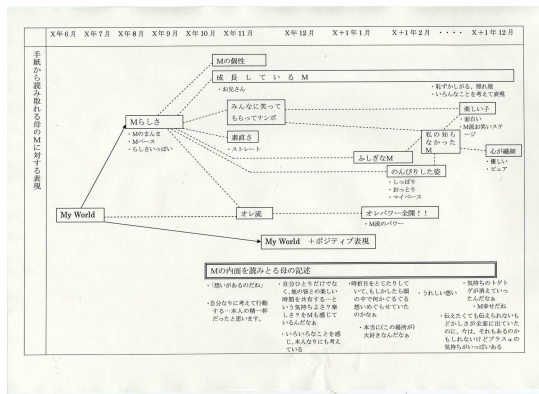 X年6月 X年7月 X年8月 X年9月 X年10月 X年11月 X年12月 X+1年1月 X+1年2月 ・・・・ X+1年12月
手紙から読み取れる母のMに対する表現
Mの個性
成長しているM
・お兄さん
・恥ずかしがる、照れ徴
・いろんなことを考えて表現
みんなに笑って
もらってナンボ
楽しい子
・面白い
・M流お笑いステ
ージ
Mらしさ
・Mのまんま
・Mペース
・らしさいっぱい
素直さ
・ストレート
私の知ら
なかった
M
心が繊細
・優しい
・ピュア
ふしぎなM
のんびりした姿
・しっぽり
・おっとり
・マイペース
My World
オレ流
オレパワー全開！！
・M流のパワー
My World ＋ポジティブ表現
Mの内面を読みとる母の記述
・「想いがあるのだね」
・自分なりに考えて行動
する…本人の精一杯
だったと思います。
・自分ひとりだけでな
く、他の皆との楽しい
時間を共有する…と
いう気持ちよさ？楽
しさ？をMも感じて
いるんだなぁ
・いろいろなことを感
じ、本人なりにも考え
ている
・時折目をとじたりして
いて、もしかしたら頭
の中で何かぐるぐる
想いめぐらせていた
のかなぁ
・本当に(この場所が)
大好きなんだなぁ
・うれしい想い
・気持ちのトゲト
ゲが消えていっ
たんだなぁ
・M幸せだね
・伝えたくても伝えられないも
どかしさが全面に出ていた
のに、今は、それもあるのか
もしれないけどプラスαの
気持ちがいっぱいある